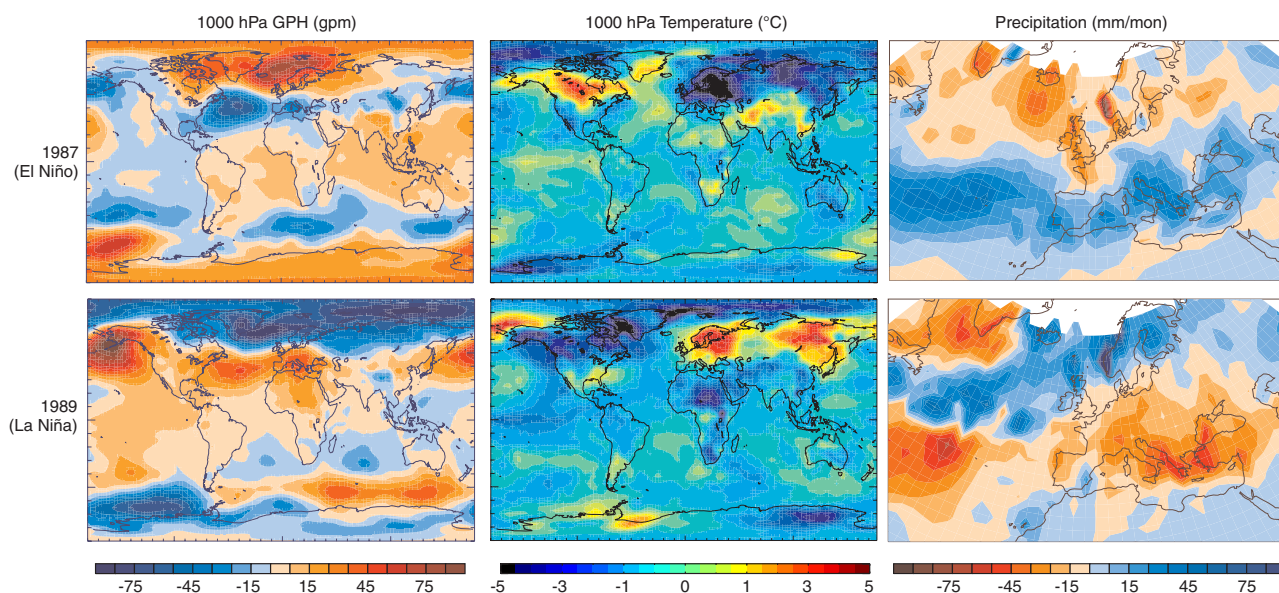 1000 hPa GPH (gpm)
1000 hPa Temperature (°C)
Precipitation (mm/mon)
1987
(El Niño)
1989
(La Niña)
-75 -45 -15 15 45 75
-5 -3 -1 0 1 3 5
-75 -45 -15 15 45 75